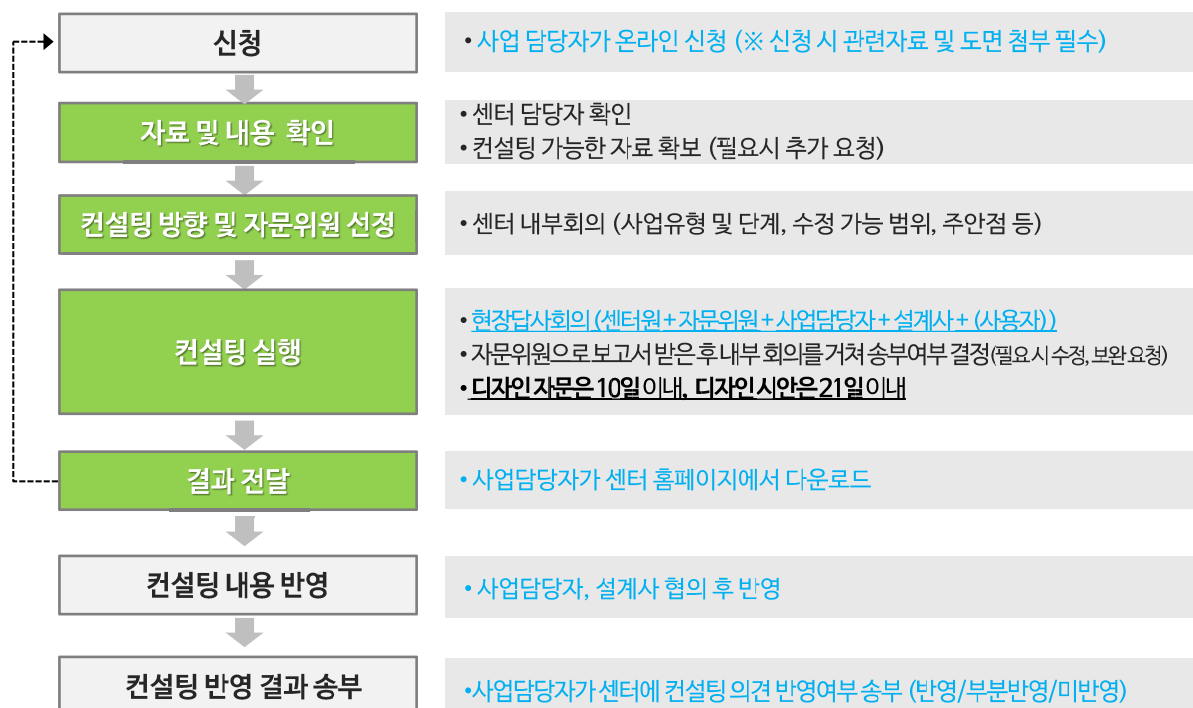 신청
• 사업 담당자가 온라인 신청 (※ 신청 시 관련자료 및 도면 첨부 필수)
자료 및 내용 확인
• 센터 담당자 확인
• 컨설팅 가능한 자료 확보 (필요시 추가 요청)
컨설팅 방향 및 자문위원 선정
• 센터 내부회의 (사업유형 및 단계, 수정 가능 범위, 주안점 등)
컨설팅 실행
• 현장답사회의 (센터원+자문위원+사업담당자+설계사+(사용자))
• 자문위원으로 보고서 받은 후 내부 회의를 거쳐 송부여부 결정(필요시 수정, 보완 요청)
• 디자인 자문은 10일 이내, 디자인 시안은 21일 이내
결과 전달
• 사업담당자가 센터 홈페이지에서 다운로드
컨설팅 내용 반영
• 사업담당자, 설계사 협의 후 반영
컨설팅 반영 결과 송부
•사업담당자가 센터에 컨설팅 의견 반영여부 송부 (반영/부분반영/미반영)